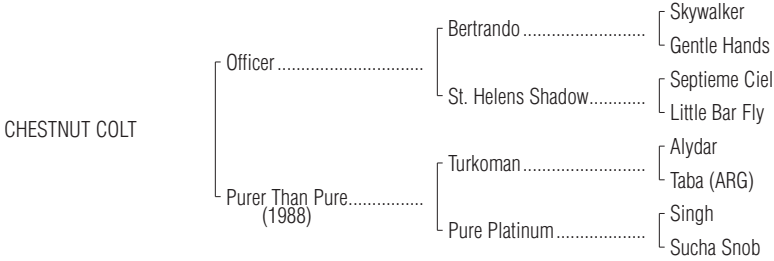 Skywalker
Bertrando ............................
Gentle Hands
Officer .................................
Septieme Ciel
St. Helens Shadow.............
Little Bar Fly
CHESTNUT COLT
Alydar
Turkoman ............................
Taba (ARG)
Purer Than Pure.................
(1988)
Singh
Pure Platinum ....................
Sucha Snob